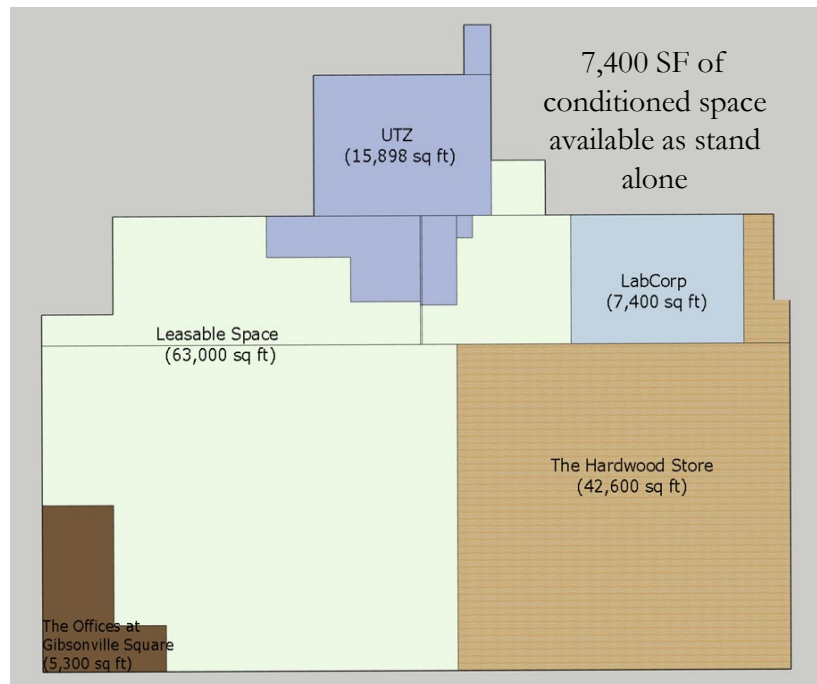 7,400 SF of
conditioned space
available as stand
alone
UTZ
(15,898 sq ft)
LabCorp
(7,400 sq ft)
Leasable Space
(63,000 sq ft)
The Hardwood Store
(42,600 sq ft)
The Offices at
Gibsonville Square
(5,300 sq ft)